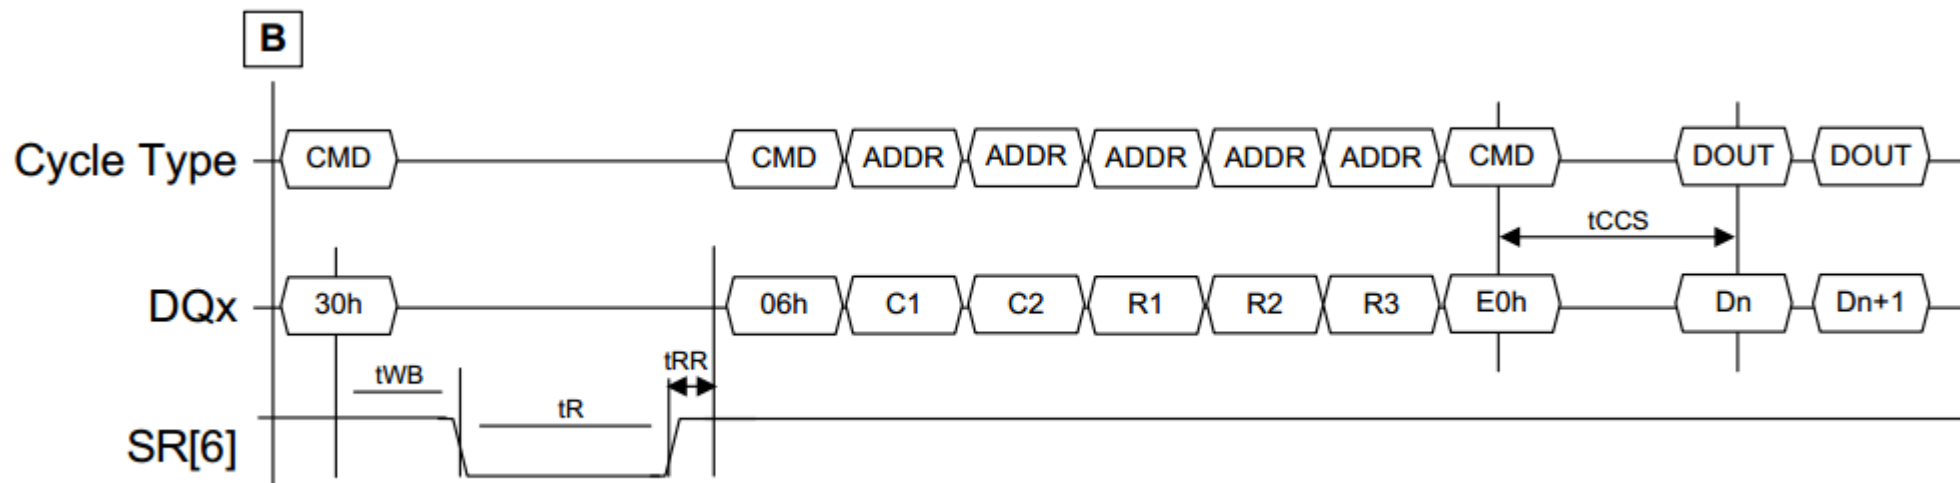 B
Cycle Type CMD CMD ADDR ADDR ADDR ADDR ADDR CMD DOUT DOUT
tCCS
DQx 30h 06h C1 C2 R1 R2 R3 E0h Dn Dn+1
tWB tRR
tR
SR[6]